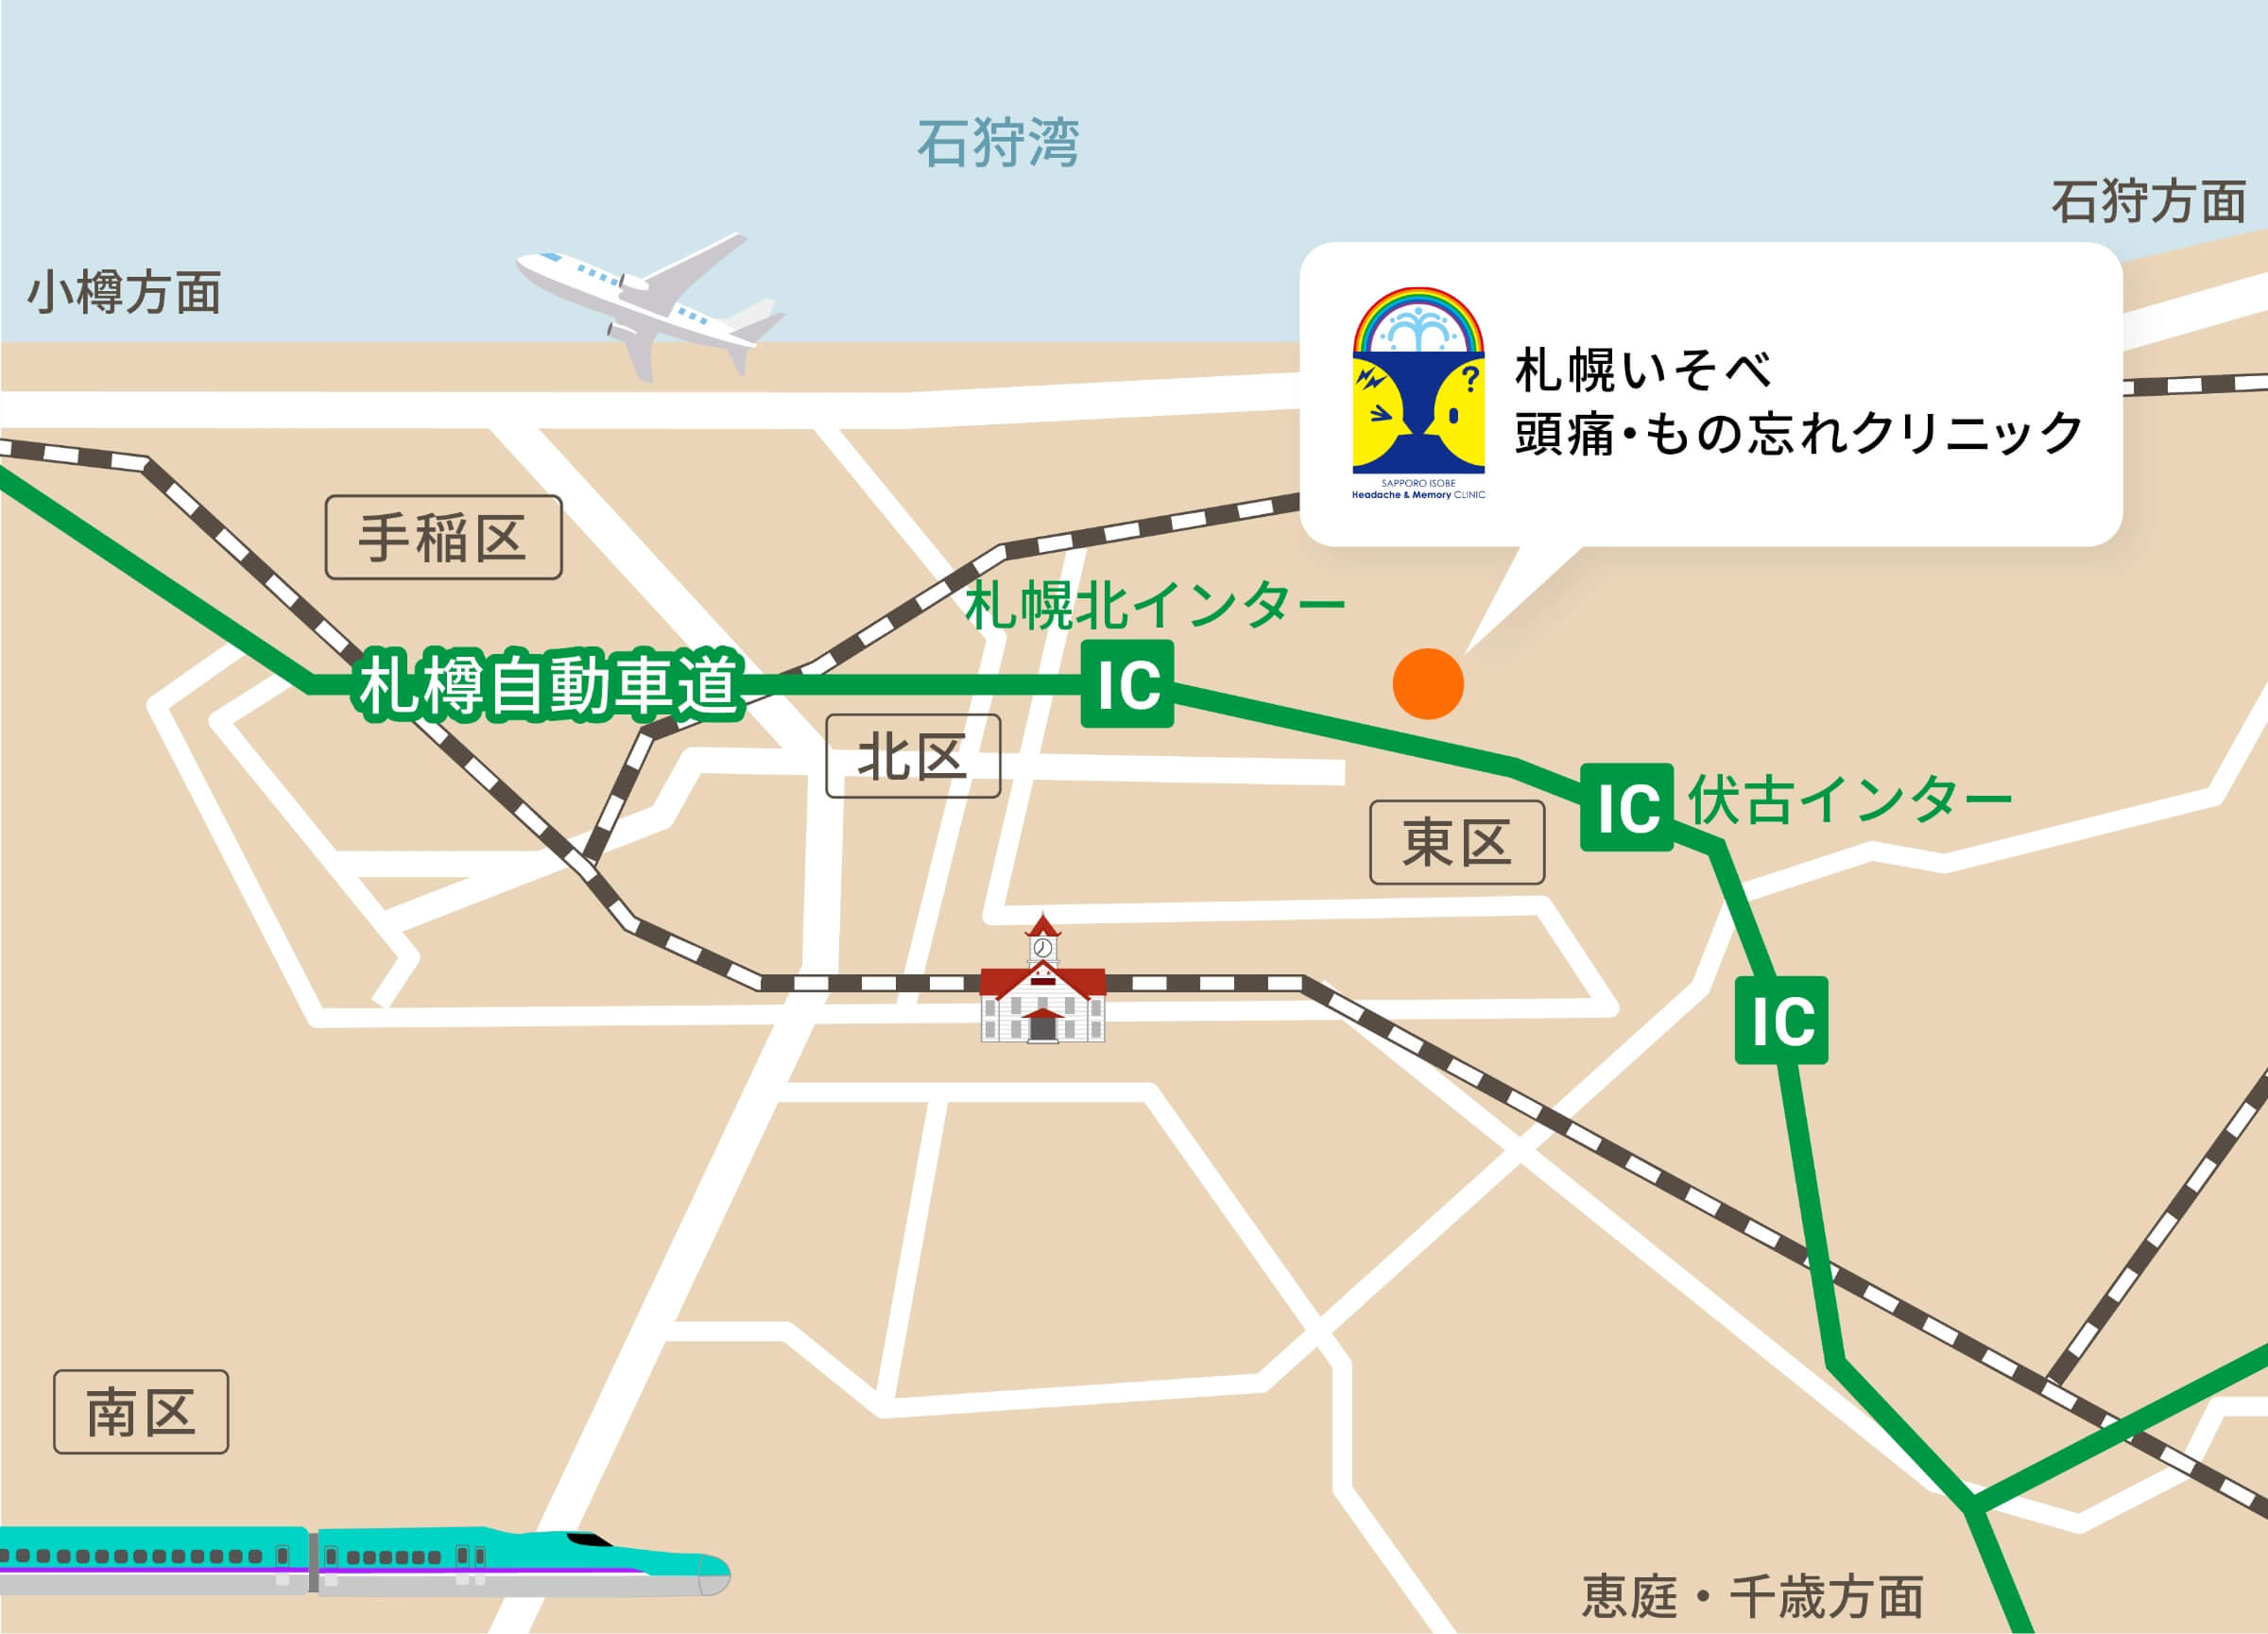 石狩湾
石狩方面
小樽方面
札幌いそべ
頭痛・もの忘れクリニック
?
SAPPORO ISOBE
Headache & Memory CLINIC
手稲区
札幌北インター
札樽自動車道
IC
北区
IC
伏古インター
東区
IC
南区
恵庭・千歳方面